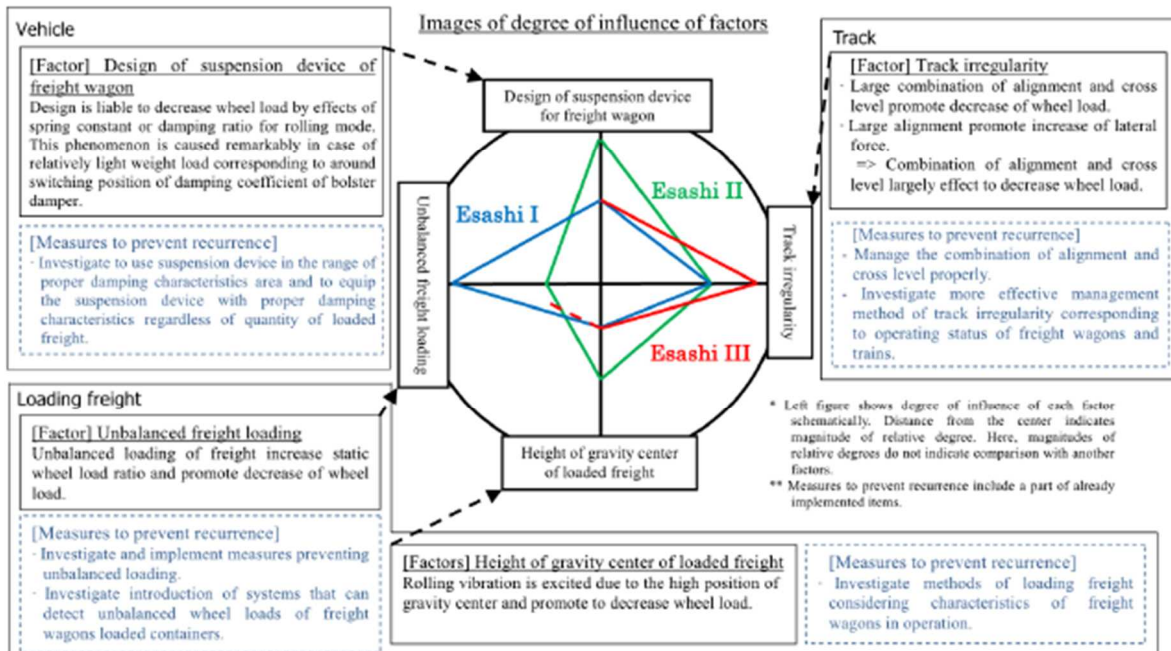 Images of degree of influence of factors
Vehicle
[Factor] Design of suspension device of
freight wagon
Design is liable to decrease wheel load by effects of
spring constant or damping ratio for rolling mode.
This phenomenon is caused remarkably in case of
relatively light weight load corresponding to around
switching position of damping coefficient of bolster
damper.
[Measures to prevent recurrence]
· Investigate to use suspension device in the range of
proper damping characteristics area and to equip
the suspension device with proper damping
characteristics regardless of quantity of loaded
freight.
Design of suspension device
for freight wagon
Unbalanced freight loading
Esashi I
Esashi II
Esashi III
Track irregularity
Height of gravity center
of loaded freight
Track
[Factor] Track irregularity
· Large combination of alignment and cross
level promote decrease of wheel load.
· Large alignment promote increase of lateral
force.
=> Combination of alignment and cross
level largely effect to decrease wheel load.
[Measures to prevent recurrence]
- Manage the combination of alignment and
cross level properly.
- Investigate more effective management
method of track irregularity corresponding
to operating status of freight wagons and
trains.
* Left figure shows degree of influence of each factor
schematically. Distance from the center indicates
magnitude of relative degree. Here, magnitudes of
relative degrees do not indicate comparison with another
factors.
** Measures to prevent recurrence include a part of already
implemented items.
Loading freight
[Factor] Unbalanced freight loading
Unbalanced loading of freight increase static
wheel load ratio and promote decrease of wheel
load.
[Measures to prevent recurrence]
· Investigate and implement measures preventing
unbalanced loading.
· Investigate introduction of systems that can
detect unbalanced wheel loads of freight
wagons loaded containers.
[Factors] Height of gravity center of loaded freight
Rolling vibration is excited due to the high position of
gravity center and promote to decrease wheel load.
[Measures to prevent recurrence]
· Investigate methods of loading freight
considering characteristics of freight
wagons in operation.